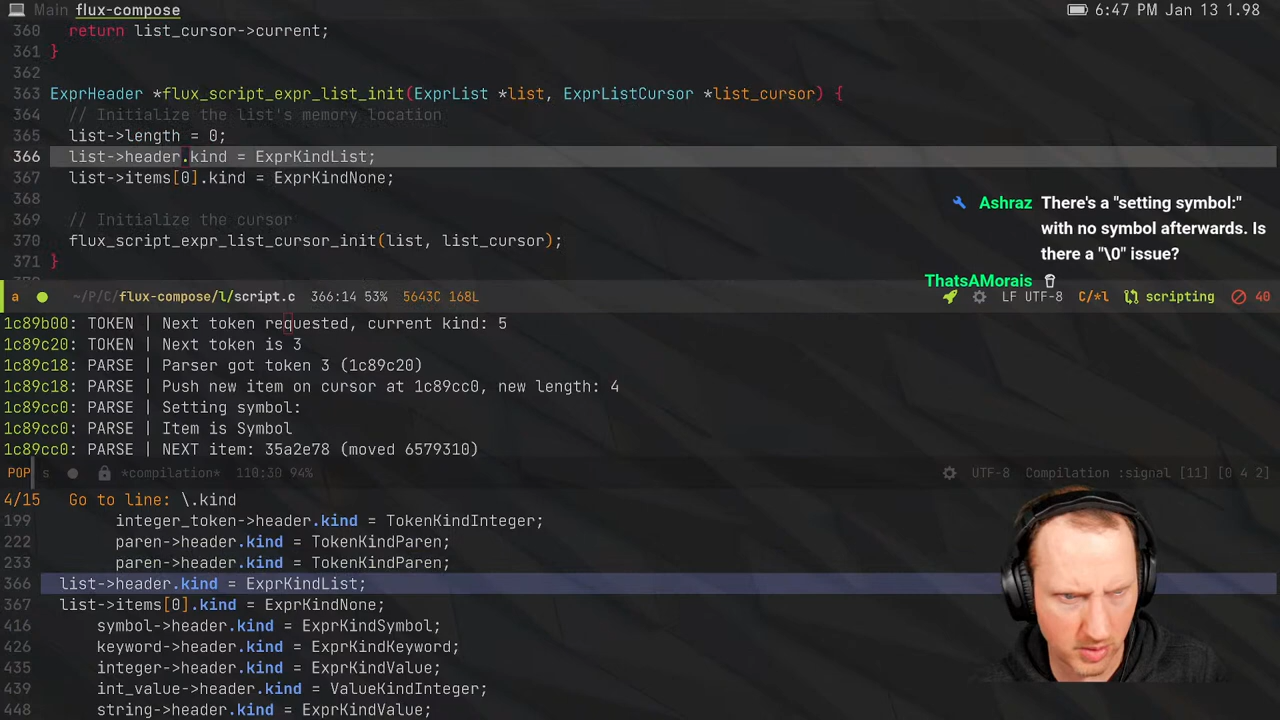 Main flux-compose
6:47 PM Jan 13 1.98
360 return list_cursor->current;
361 }
362
363 ExprHeader *flux_script_expr_list_init(ExprList *list, ExprListCursor *list_cursor) {
364 // Initialize the list's memory location
365 list->length = 0;
366 list->header.kind = ExprKindList;
367 list->items[0].kind = ExprKindNone;
368
369 // Initialize the cursor
370 flux_script_expr_list_cursor_init(list, list_cursor);
371 }
Ashraz There's a "setting symbol:"
with no symbol afterwards. Is
there a "\0" issue?
ThatsAMorais
a ~/P/C/flux-compose/l/script.c 366:14 53% 5643C 168L LF UTF-8 C/*l scripting 40
1c89b00: TOKEN | Next token requested, current kind: 5
1c89c20: TOKEN | Next token is 3
1c89c18: PARSE | Parser got token 3 (1c89c20)
1c89c18: PARSE | Push new item on cursor at 1c89cc0, new length: 4
1c89cc0: PARSE | Setting symbol:
1c89cc0: PARSE | Item is Symbol
1c89cc0: PARSE | NEXT item: 35a2e78 (moved 6579310)
POP s *compilation* 110:30 94% UTF-8 Compilation :signal [11] [0 4 2]
4/15 Go to line: \.kind
199 integer_token->header.kind = TokenKindInteger;
222 paren->header.kind = TokenKindParen;
233 paren->header.kind = TokenKindParen;
366 list->header.kind = ExprKindList;
367 list->items[0].kind = ExprKindNone;
416 symbol->header.kind = ExprKindSymbol;
426 keyword->header.kind = ExprKindKeyword;
435 integer->header.kind = ExprKindValue;
439 int_value->header.kind = ValueKindInteger;
448 string->header.kind = ExprKindValue;